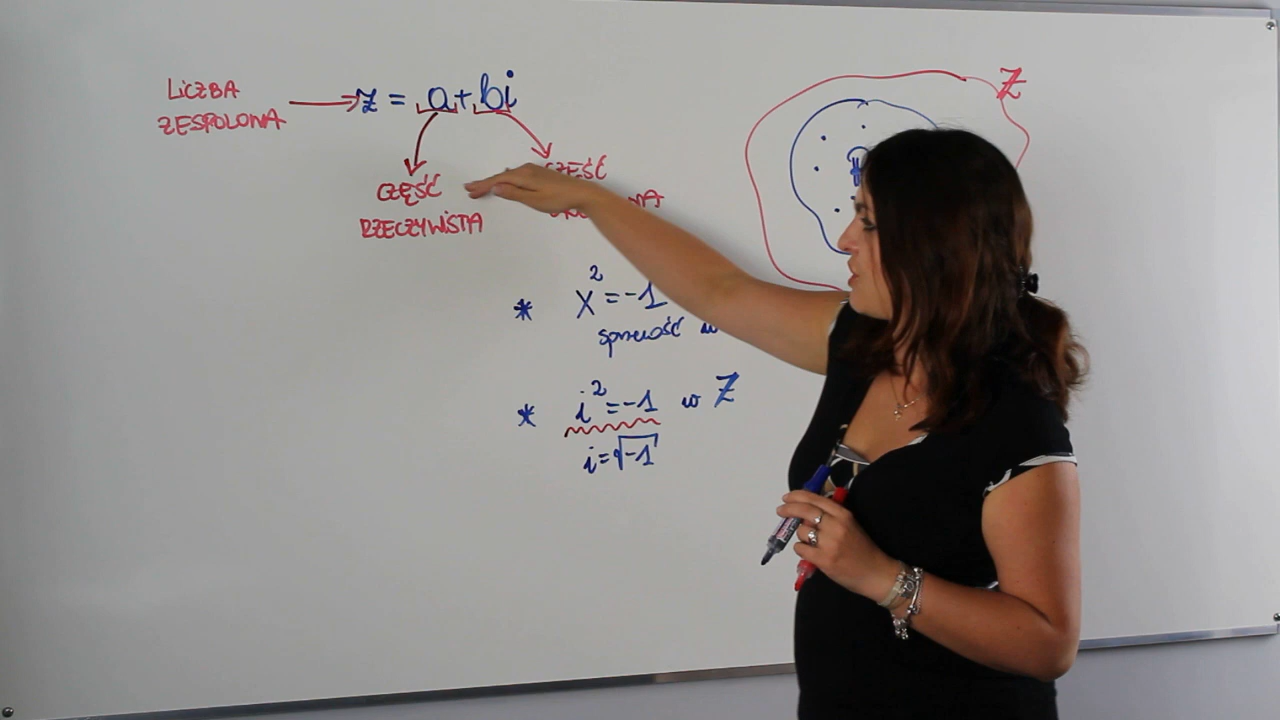 LICZBA
ZESPOLONA
z = a+bi
CZĘŚĆ
RZECZYWISTA
CZĘŚĆ
Z
* x² = -1
sprzeczność w
* i² = -1 w Z
i = √-1